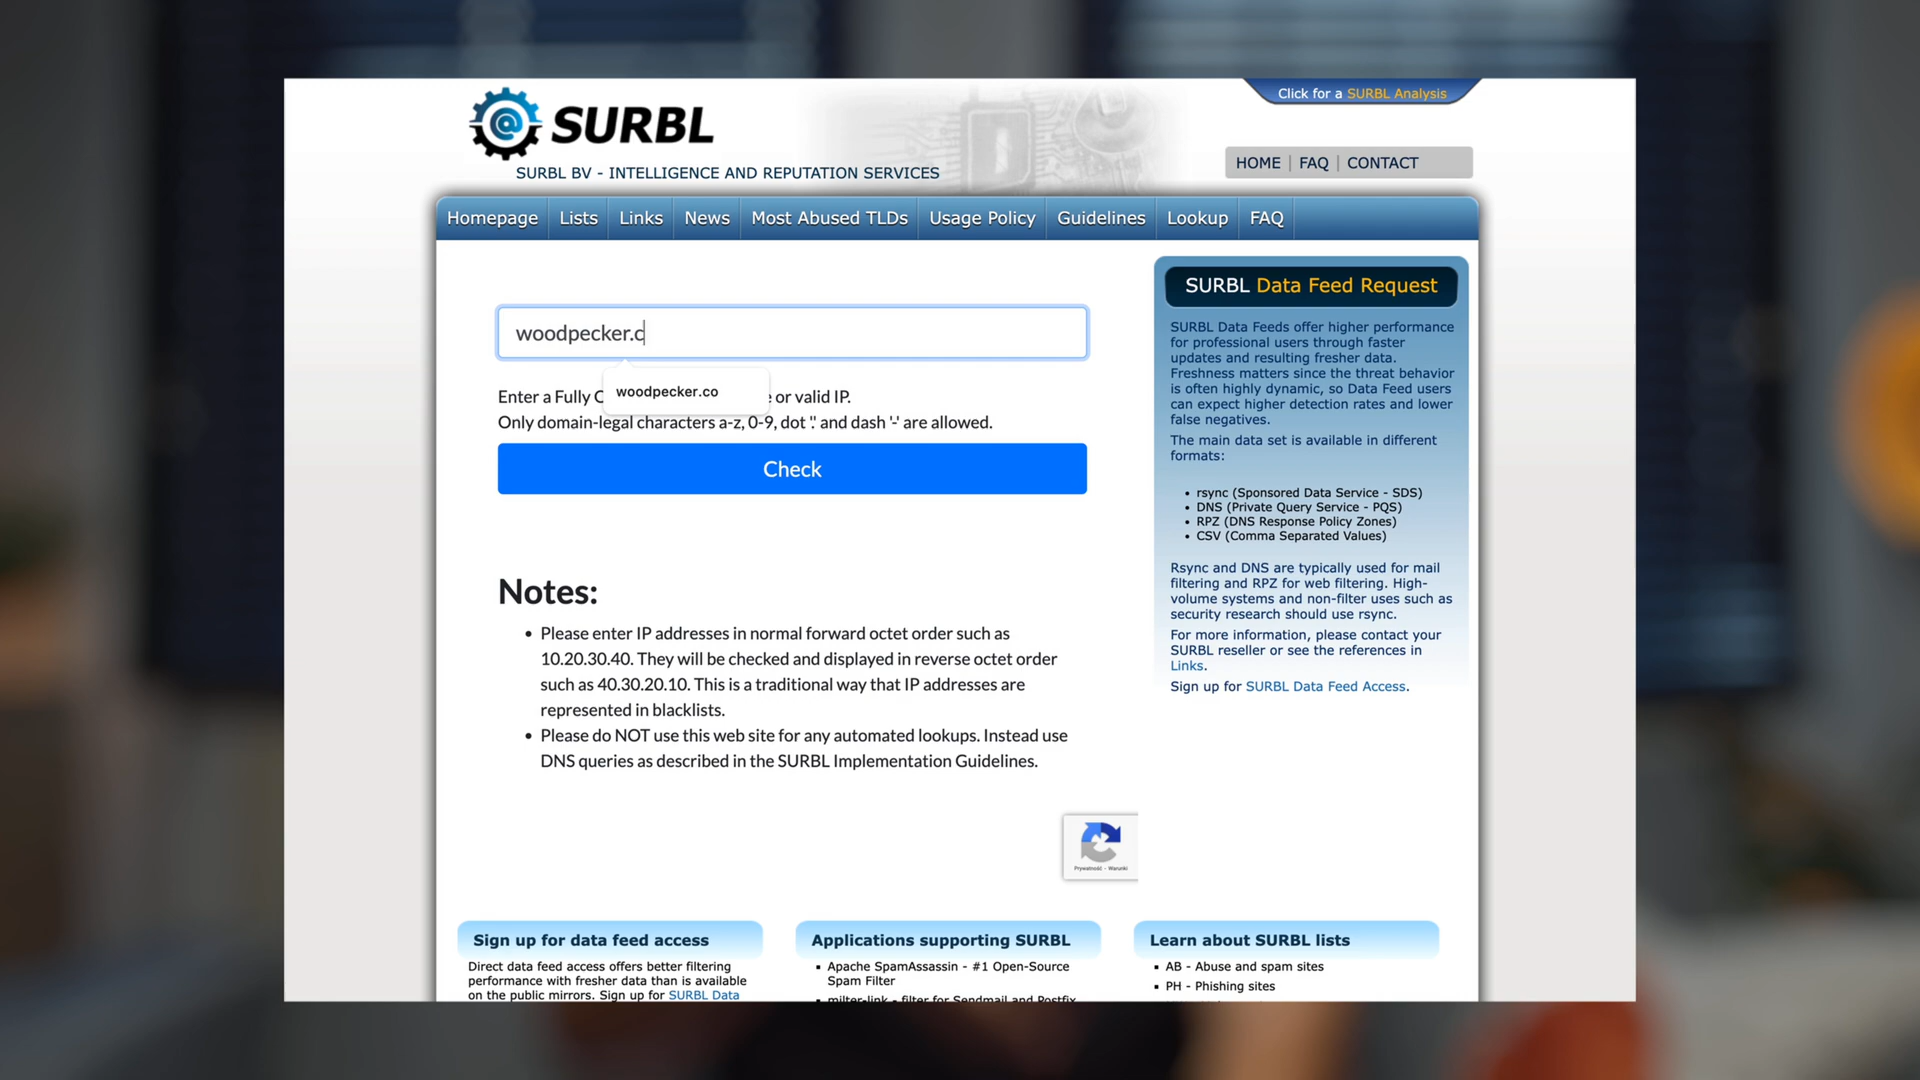 Click for a SURBL Analysis
SURBL
SURBL BV - INTELLIGENCE AND REPUTATION SERVICES
HOME | FAQ | CONTACT
Homepage Lists Links News Most Abused TLDs Usage Policy Guidelines Lookup FAQ
woodpecker.c
woodpecker.co
Enter a Fully or valid IP.
Only domain-legal characters a-z, 0-9, dot '.' and dash '-' are allowed.
Check
Notes:
• Please enter IP addresses in normal forward octet order such as
10.20.30.40. They will be checked and displayed in reverse octet order
such as 40.30.20.10. This is a traditional way that IP addresses are
represented in blacklists.
• Please do NOT use this web site for any automated lookups. Instead use
DNS queries as described in the SURBL Implementation Guidelines.
Prywatność - Warunki
SURBL Data Feed Request
SURBL Data Feeds offer higher performance
for professional users through faster
updates and resulting fresher data.
Freshness matters since the threat behavior
is often highly dynamic, so Data Feed users
can expect higher detection rates and lower
false negatives.
The main data set is available in different
formats:
• rsync (Sponsored Data Service - SDS)
• DNS (Private Query Service - PQS)
• RPZ (DNS Response Policy Zones)
• CSV (Comma Separated Values)
Rsync and DNS are typically used for mail
filtering and RPZ for web filtering. High-
volume systems and non-filter uses such as
security research should use rsync.
For more information, please contact your
SURBL reseller or see the references in
Links.
Sign up for SURBL Data Feed Access.
Sign up for data feed access
Direct data feed access offers better filtering
performance with fresher data than is available
on the public mirrors. Sign up for SURBL Data
Applications supporting SURBL
▪ Apache SpamAssassin - #1 Open-Source
Spam Filter
▪ milter-link - filter for Sendmail and Postfix
Learn about SURBL lists
▪ AB - Abuse and spam sites
▪ PH - Phishing sites